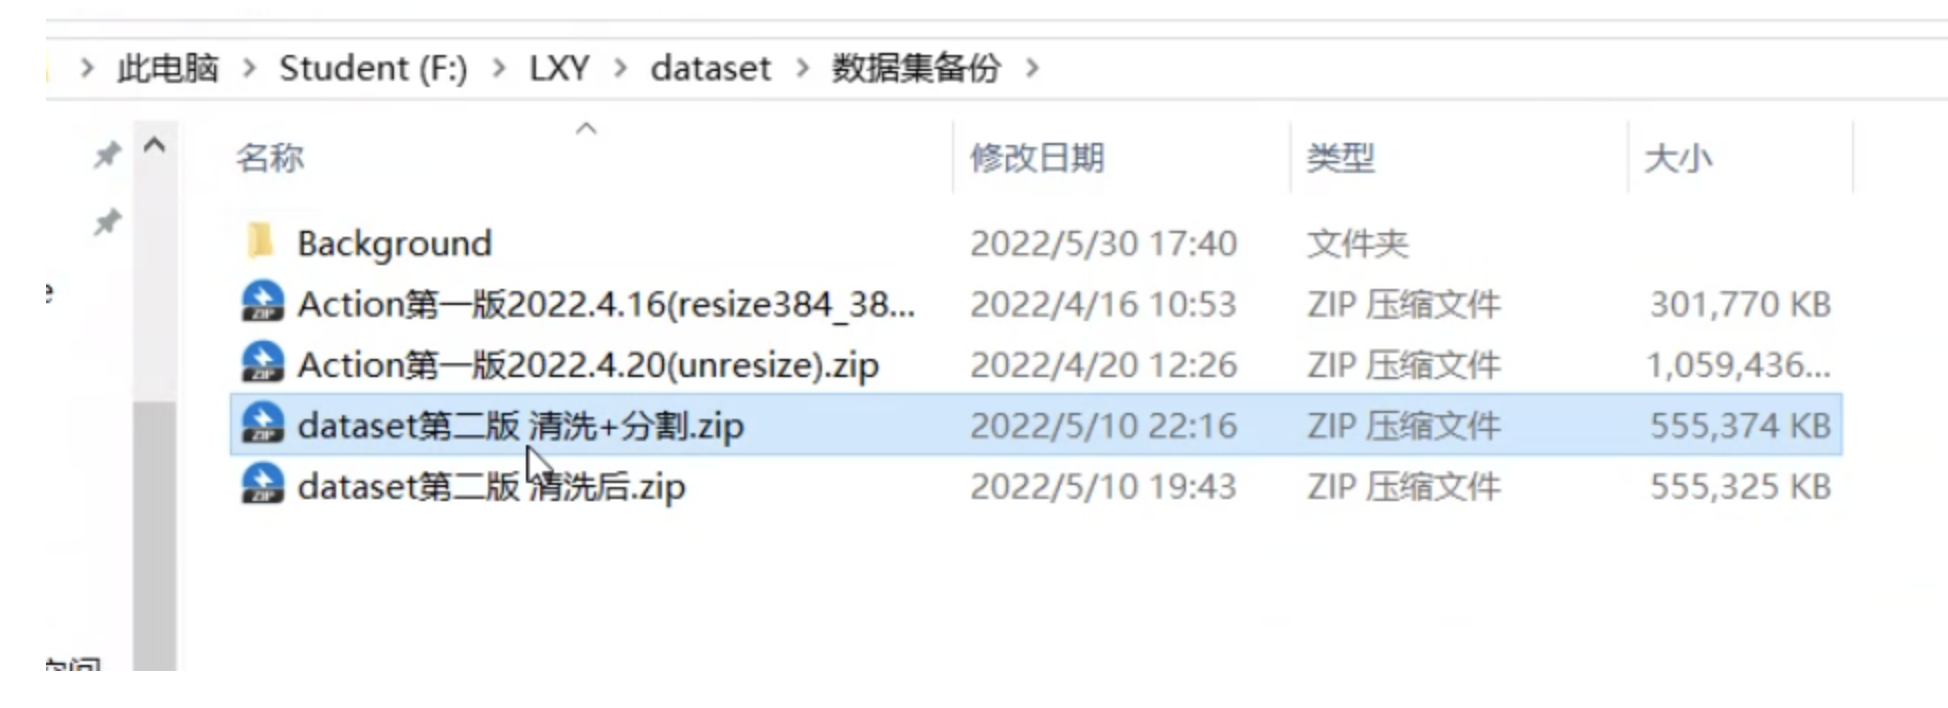 此电脑 > Student (F:) > LXY > dataset > 数据集备份 >
名称 修改日期 类型 大小
Background 2022/5/30 17:40 文件夹
Action第一版2022.4.16(resize384_38... 2022/4/16 10:53 ZIP 压缩文件 301,770 KB
Action第一版2022.4.20(unresize).zip 2022/4/20 12:26 ZIP 压缩文件 1,059,436...
dataset第二版 清洗+分割.zip 2022/5/10 22:16 ZIP 压缩文件 555,374 KB
dataset第二版 清洗后.zip 2022/5/10 19:43 ZIP 压缩文件 555,325 KB